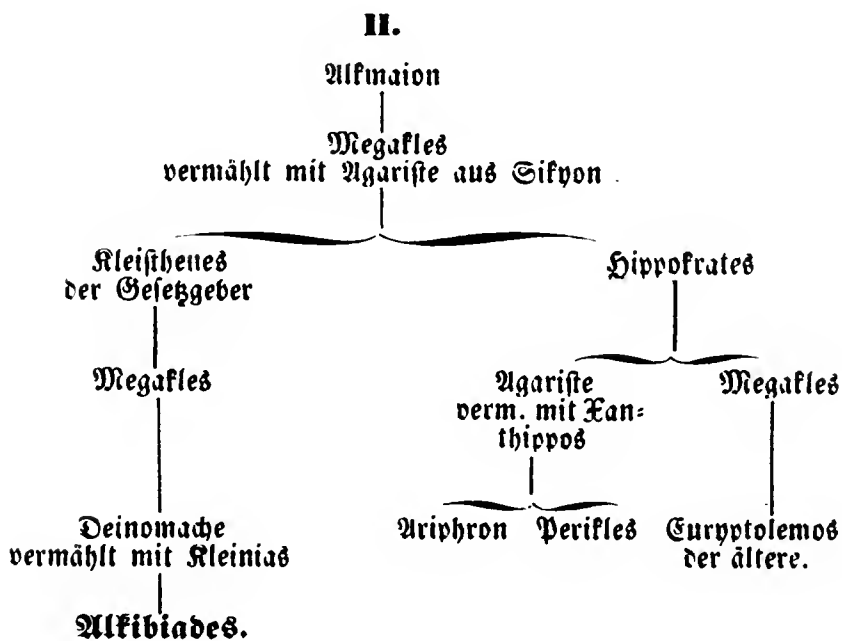 II.
Alkmaion
Megakles
vermählt mit Agariste aus Sikyon
Kleisthenes
der Gesetzgeber
Hippokrates
Megakles
Agariste
verm. mit Xan-
thippos
Megakles
Deinomache
vermählt mit Kleinias
Ariphron Perikles
Euryptolemos
der ältere.
Alkibiades.